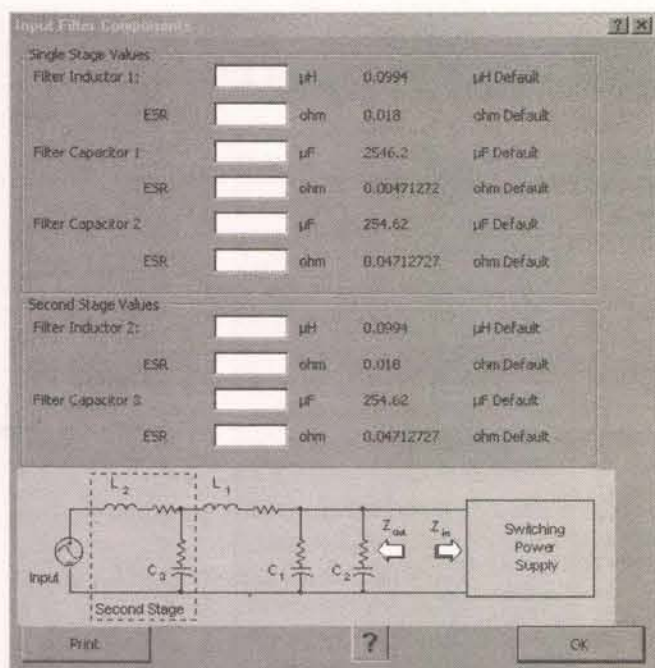 Input Filter Components
Single Stage Values
Filter Inductor 1: µH 0.0994 µH Default
ESR ohm 0.018 ohm Default
Filter Capacitor 1 µF 2546.2 µF Default
ESR ohm 0.00471272 ohm Default
Filter Capacitor 2 µF 254.62 µF Default
ESR ohm 0.04712727 ohm Default
Second Stage Values
Filter Inductor 2: µH 0.0994 µH Default
ESR ohm 0.018 ohm Default
Filter Capacitor 3 µF 254.62 µF Default
ESR ohm 0.04712727 ohm Default
L2 L1
Zout Zin
Switching
Power
Supply
Input C3 C1 C2
Second Stage
Print ? OK